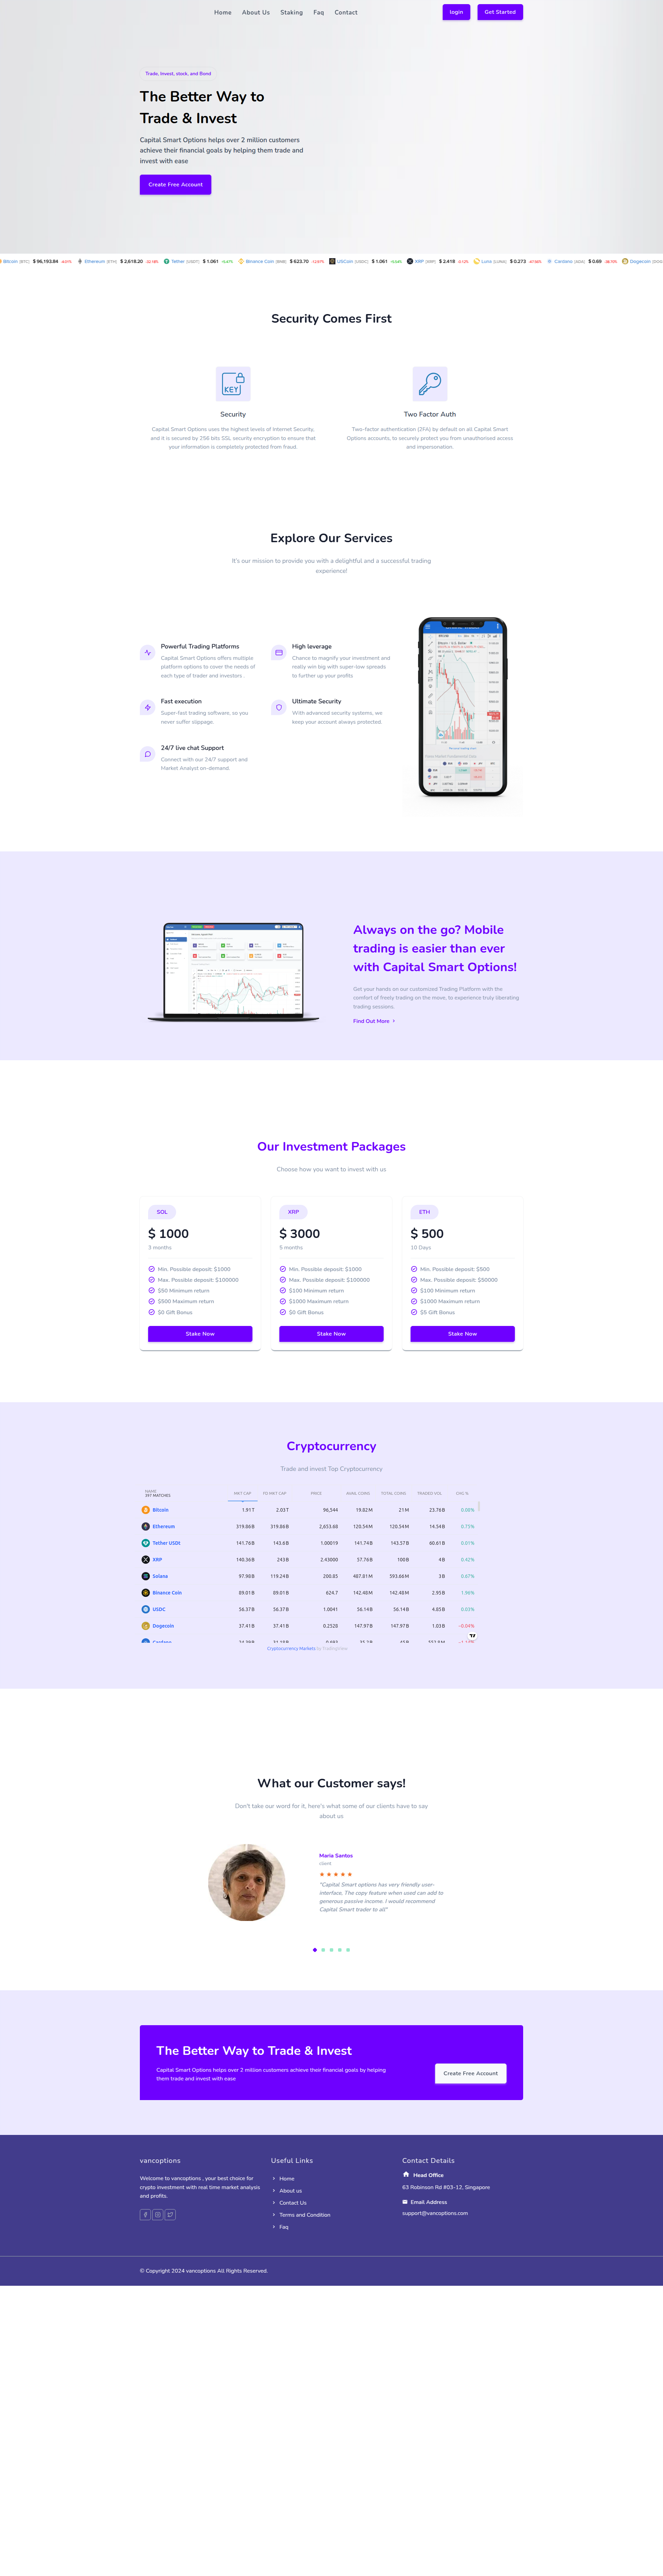 Home About Us Staking Faq Contact login Get Started
Trade, Invest, stock, and Bond
The Better Way to
Trade & Invest
Capital Smart Options helps over 2 million customers
achieve their financial goals by helping them trade and
invest with ease
Create Free Account
Bitcoin [BTC] $ 96,193.84 Ethereum [ETH] $ 2,618.20 Tether [USDT] $ 1.061 Binance Coin [BNB] $ 623.70 USCoin [USDC] $ 1.061 XRP [XRP] $ 2.418 Luna [LUNA] $ 0.273 Cardano [ADA] $ 0.69 Dogecoin
Security Comes First
KEY
Security
Capital Smart Options uses the highest levels of Internet Security,
and it is secured by 256 bits SSL security encryption to ensure that
your information is completely protected from fraud.
Two Factor Auth
Two-factor authentication (2FA) by default on all Capital Smart
Options accounts, to securely protect you from unauthorised access
and impersonation.
Explore Our Services
It's our mission to provide you with a delightful and a successful trading
experience!
Powerful Trading Platforms
Capital Smart Options offers multiple
platform options to cover the needs of
each type of trader and investors.
High leverage
Chance to magnify your investment and
really win big with super-low spreads
to further up your profits
Fast execution
Super-fast trading software, so you
never suffer slippage.
Ultimate Security
With advanced security systems, we
keep your account always protected.
24/7 live chat Support
Connect with our 24/7 support and
Market Analyst on-demand.
Always on the go? Mobile
trading is easier than ever
with Capital Smart Options!
Get your hands on our customized Trading Platform with the
comfort of freely trading on the move, to experience truly liberating
trading sessions.
Find Out More
Our Investment Packages
Choose how you want to invest with us
SOL
$ 1000
3 months
Min. Possible deposit: $1000
Max. Possible deposit: $100000
$50 Minimum return
$500 Maximum return
$0 Gift Bonus
Stake Now
XRP
$ 3000
5 months
Min. Possible deposit: $1000
Max. Possible deposit: $100000
$100 Minimum return
$1000 Maximum return
$0 Gift Bonus
Stake Now
ETH
$ 500
10 Days
Min. Possible deposit: $500
Max. Possible deposit: $50000
$100 Minimum return
$1000 Maximum return
$5 Gift Bonus
Stake Now
Cryptocurrency
Trade and invest Top Cryptocurrency
NAME MKT CAP FD MKT CAP PRICE AVAIL COINS TOTAL COINS TRADED VOL CHG %
397 MATCHES
Bitcoin 1.91T 2.03T 96,544 19.82M 21M 23.76B 0.08%
Ethereum 319.86B 319.86B 2,653.68 120.54M 120.54M 14.54B 0.77%
Tether USDt 141.76B 143.6B 1.00019 141.74B 143.57B 60.61B 0.01%
XRP 140.36B 243B 2.43000 57.76B 100B 4B 0.42%
Solana 97.98B 119.24B 200.85 487.81M 593.66M 3B 0.67%
Binance Coin 89.01B 89.01B 624.7 142.48M 142.48M 2.95B 1.96%
USDC 56.37B 56.37B 1.0041 56.14B 56.14B 4.85B 0.03%
Dogecoin 37.41B 37.41B 0.2528 147.97B 147.97B 1.03B −0.04%
Cardano
Cryptocurrency Markets by TradingView
What our Customer says!
Don't take our word for it, here's what some of our clients have to say
about us
Maria Santos
client
"Capital Smart options has very friendly user-
interface, The copy feature when used can add to
generous passive income. I would recommend
Capital Smart trader to all"
The Better Way to Trade & Invest
Capital Smart Options helps over 2 million customers achieve their financial goals by helping
them trade and invest with ease
Create Free Account
vancoptions
Welcome to vancoptions , your best choice for
crypto investment with real time market analysis
and profits.
Useful Links
Home
About us
Contact Us
Terms and Condition
Faq
Contact Details
Head Office
63 Robinson Rd #03-12, Singapore
Email Address
support@vancoptions.com
© Copyright 2024 vancoptions All Rights Reserved.